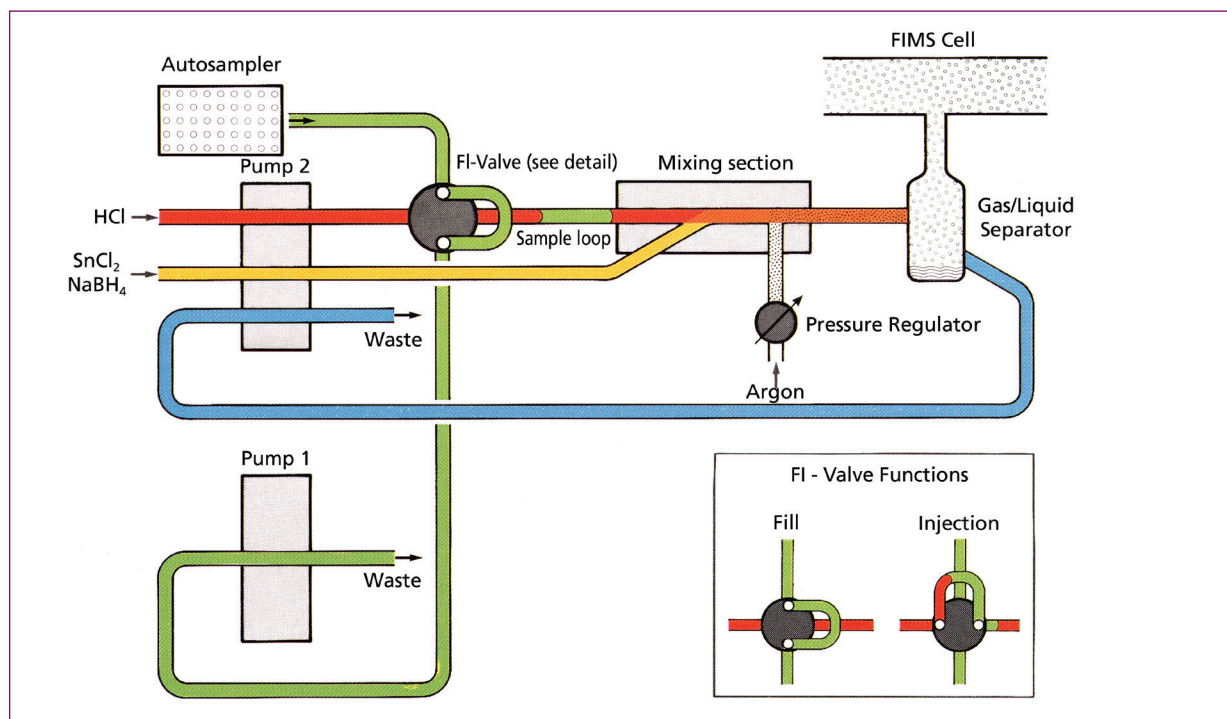 FIMS Cell
Autosampler
Pump 2
FI-Valve (see detail)
Mixing section
HCl
Sample loop
Gas/Liquid
Separator
SnCl₂
NaBH₄
Waste
Pressure Regulator
Argon
Pump 1
Waste
FI - Valve Functions
Fill
Injection